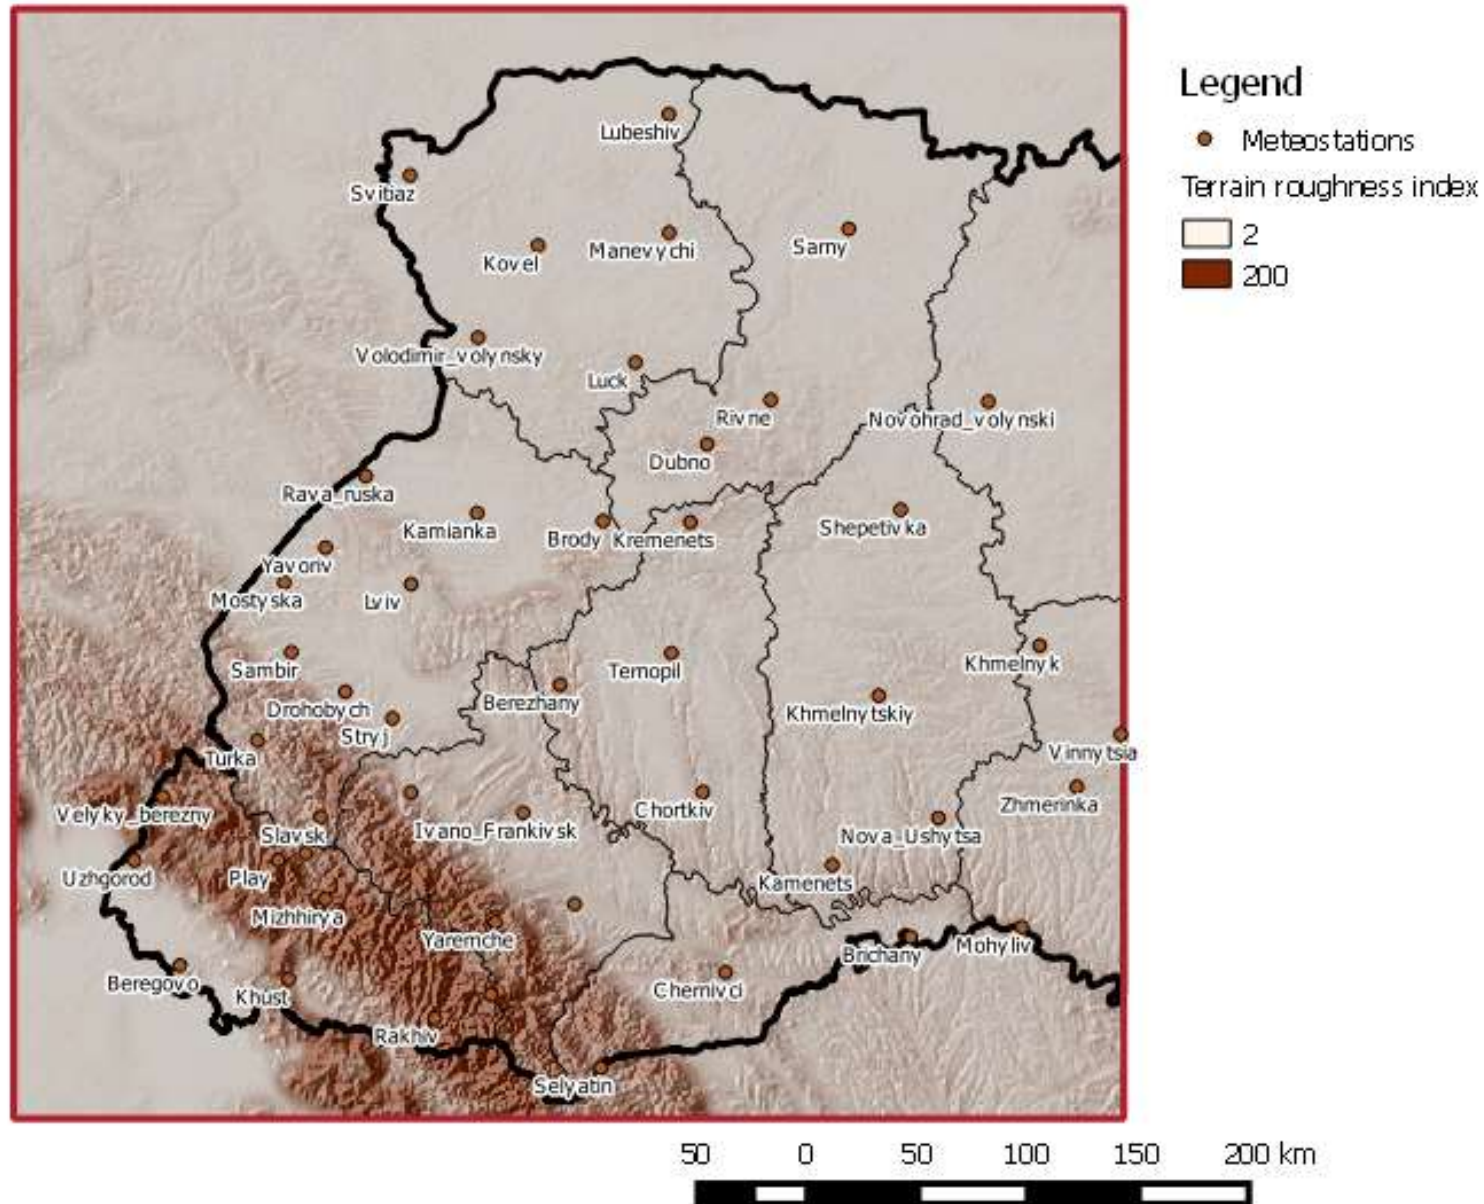 Legend
Meteostations
Terrain roughness index
2
200
Lubeshiv
Svitiaz
Kovel
Manevychi
Sarny
Volodimir_volynsky
Luck
Rivne
Novohrad_volynski
Dubno
Rava_ruska
Kamianka
Brody
Kremenets
Shepetivka
Yavoriv
Mostyska
Lviv
Sambir
Ternopil
Khmelnyk
Berezhany
Drohobych
Khmelnytskiy
Stryj
Turka
Vinnytsia
Velyky_berezny
Slavsk
Ivano_Frankivsk
Chortkiv
Zhmerinka
Nova_Ushytsa
Uzhgorod
Play
Kamenets
Mizhhirya
Yaremche
Brichany
Mohyliv
Beregovo
Khust
Chernivci
Rakhiv
Selyatin
50 0 50 100 150 200 km